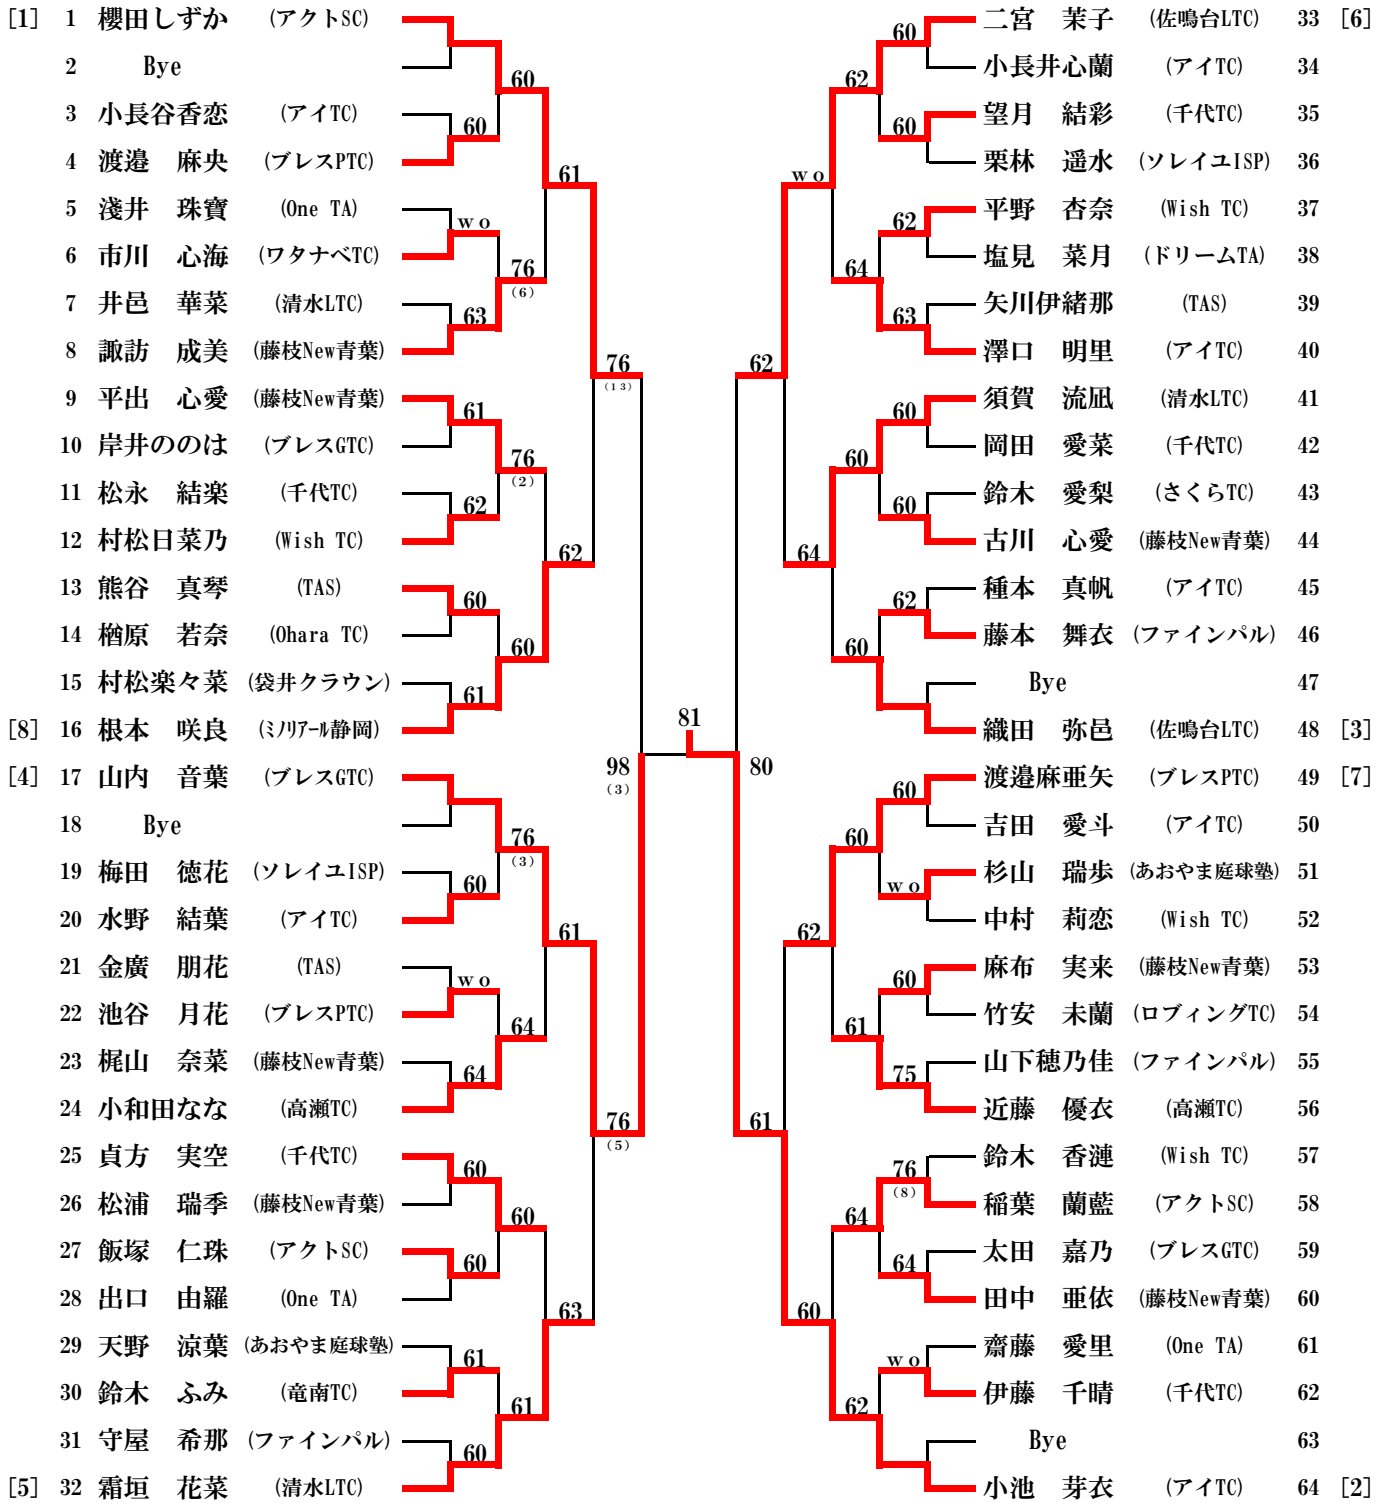 [1] 1 櫻田しずか (アクトSC)
2 Bye
60
3 小長谷香恋 (アイTC)
60
4 渡邉 麻央 (ブレスPTC)
61
5 淺井 珠寶 (One TA)
wo
6 市川 心海 (ワタナベTC)
76
(6)
7 井邑 華菜 (清水LTC)
63
8 諏訪 成美 (藤枝New青葉)
76
(13)
9 平出 心愛 (藤枝New青葉)
61
10 岸井ののは (ブレスGTC)
76
(2)
11 松永 結楽 (千代TC)
62
12 村松日菜乃 (Wish TC)
62
13 熊谷 真琴 (TAS)
60
14 楢原 若奈 (Ohara TC)
60
15 村松楽々菜 (袋井クラウン)
61
[8] 16 根本 咲良 (ミノリアール静岡)
98
(3)
[4] 17 山内 音葉 (ブレスGTC)
18 Bye
76
(3)
19 梅田 徳花 (ソレイユISP)
60
20 水野 結葉 (アイTC)
61
21 金廣 朋花 (TAS)
wo
22 池谷 月花 (ブレスPTC)
64
23 梶山 奈菜 (藤枝New青葉)
64
24 小和田なな (高瀬TC)
76
(5)
25 貞方 実空 (千代TC)
60
26 松浦 瑞季 (藤枝New青葉)
60
27 飯塚 仁珠 (アクトSC)
60
28 出口 由羅 (One TA)
63
29 天野 涼葉 (あおやま庭球塾)
61
30 鈴木 ふみ (竜南TC)
61
31 守屋 希那 (ファインパル)
60
[5] 32 霜垣 花菜 (清水LTC)
81
二宮 茉子 (佐鳴台LTC) 33 [6]
60
小長井心蘭 (アイTC) 34
62
望月 結彩 (千代TC) 35
60
栗林 遥水 (ソレイユISP) 36
wo
平野 杏奈 (Wish TC) 37
62
塩見 菜月 (ドリームTA) 38
64
矢川伊緒那 (TAS) 39
63
澤口 明里 (アイTC) 40
62
須賀 流凪 (清水LTC) 41
60
岡田 愛菜 (千代TC) 42
60
鈴木 愛梨 (さくらTC) 43
60
古川 心愛 (藤枝New青葉) 44
64
種本 真帆 (アイTC) 45
62
藤本 舞衣 (ファインパル) 46
60
Bye 47
織田 弥邑 (佐鳴台LTC) 48 [3]
80
渡邉麻亜矢 (ブレスPTC) 49 [7]
60
吉田 愛斗 (アイTC) 50
60
杉山 瑞歩 (あおやま庭球塾) 51
wo
中村 莉恋 (Wish TC) 52
62
麻布 実来 (藤枝New青葉) 53
60
竹安 未蘭 (ロブィングTC) 54
61
山下穂乃佳 (ファインパル) 55
75
近藤 優衣 (高瀬TC) 56
61
鈴木 香漣 (Wish TC) 57
76
(8)
稲葉 蘭藍 (アクトSC) 58
64
太田 嘉乃 (ブレスGTC) 59
64
田中 亜依 (藤枝New青葉) 60
60
齋藤 愛里 (One TA) 61
wo
伊藤 千晴 (千代TC) 62
62
Bye 63
小池 芽衣 (アイTC) 64 [2]